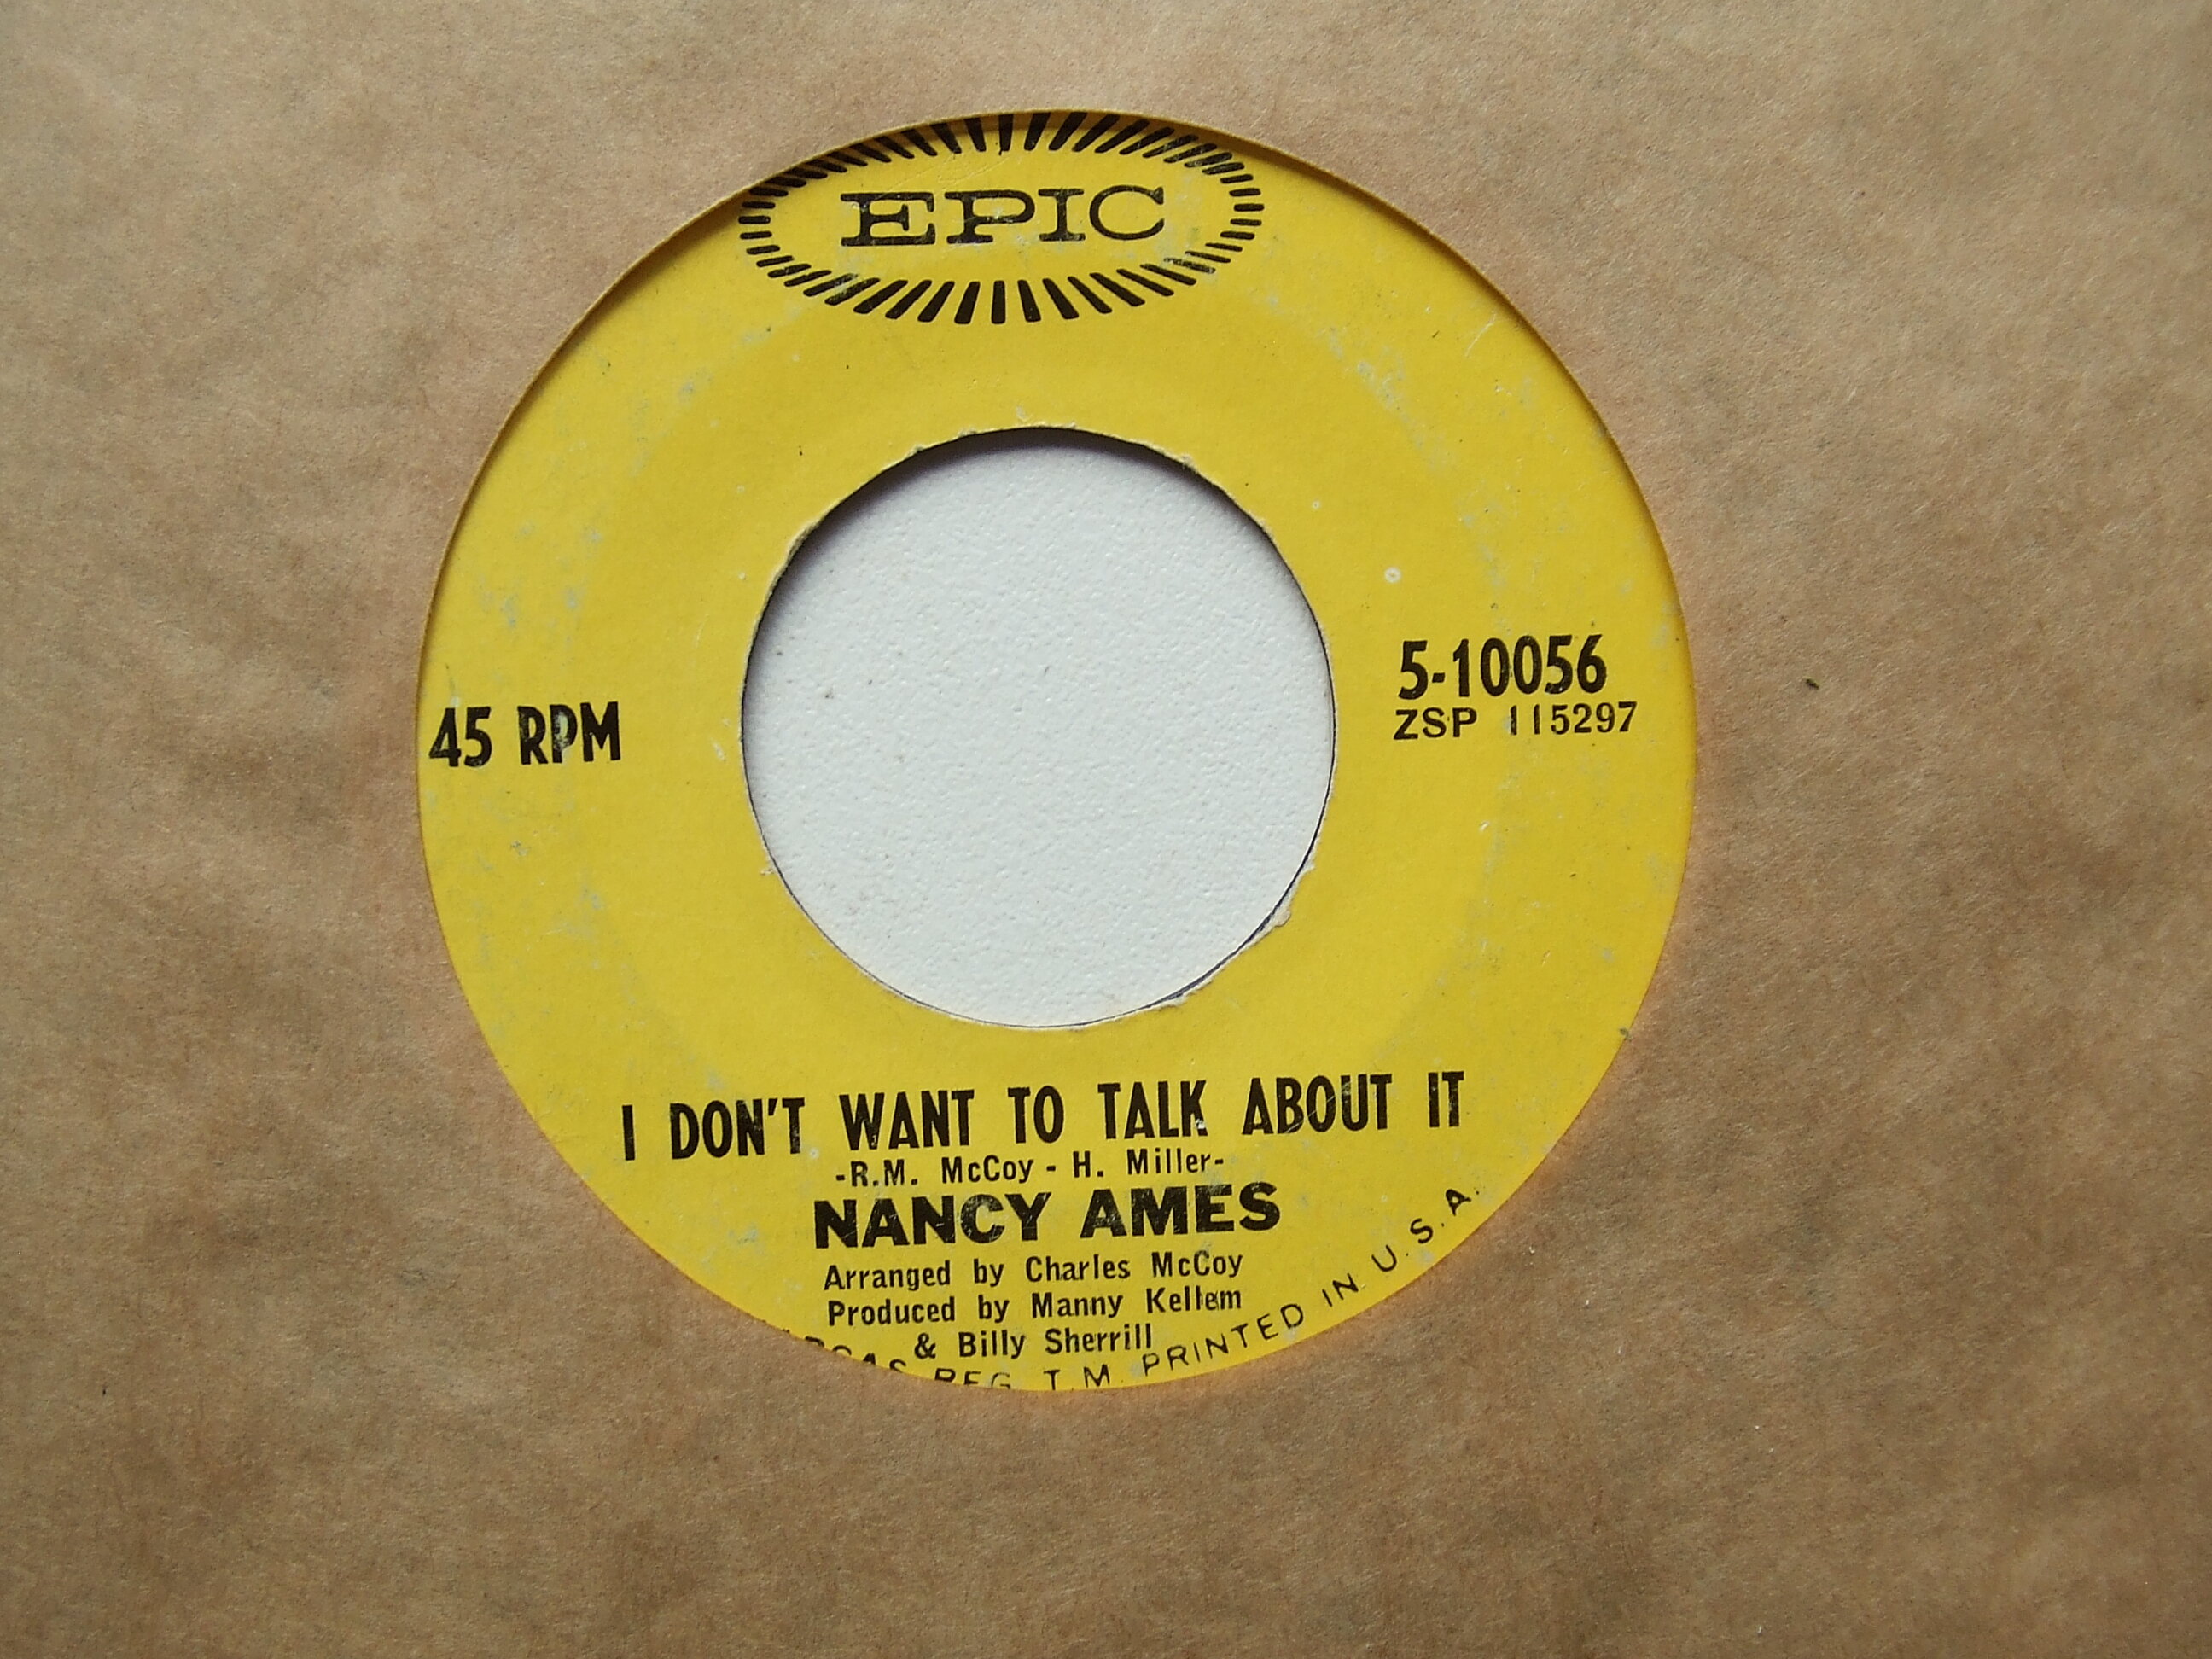 EPIC
45 RPM
5-10056
ZSP 115297
I DON'T WANT TO TALK ABOUT IT
-R.M. McCoy - H. Miller-
NANCY AMES
Arranged by Charles McCoy
Produced by Manny Kellem
& Billy Sherrill
REG. T.M. PRINTED IN U.S.A.